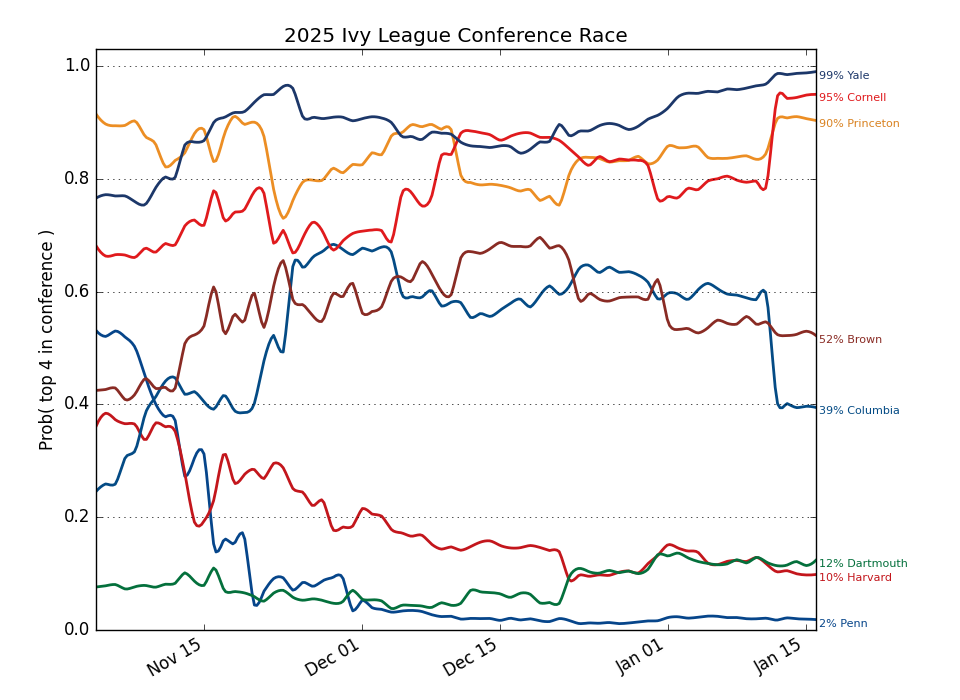 2025 Ivy League Conference Race
Prob( top 4 in conference )
1.0
0.8
0.6
0.4
0.2
0.0
Nov 15
Dec 01
Dec 15
Jan 01
Jan 15
99% Yale
95% Cornell
90% Princeton
52% Brown
39% Columbia
12% Dartmouth
10% Harvard
2% Penn